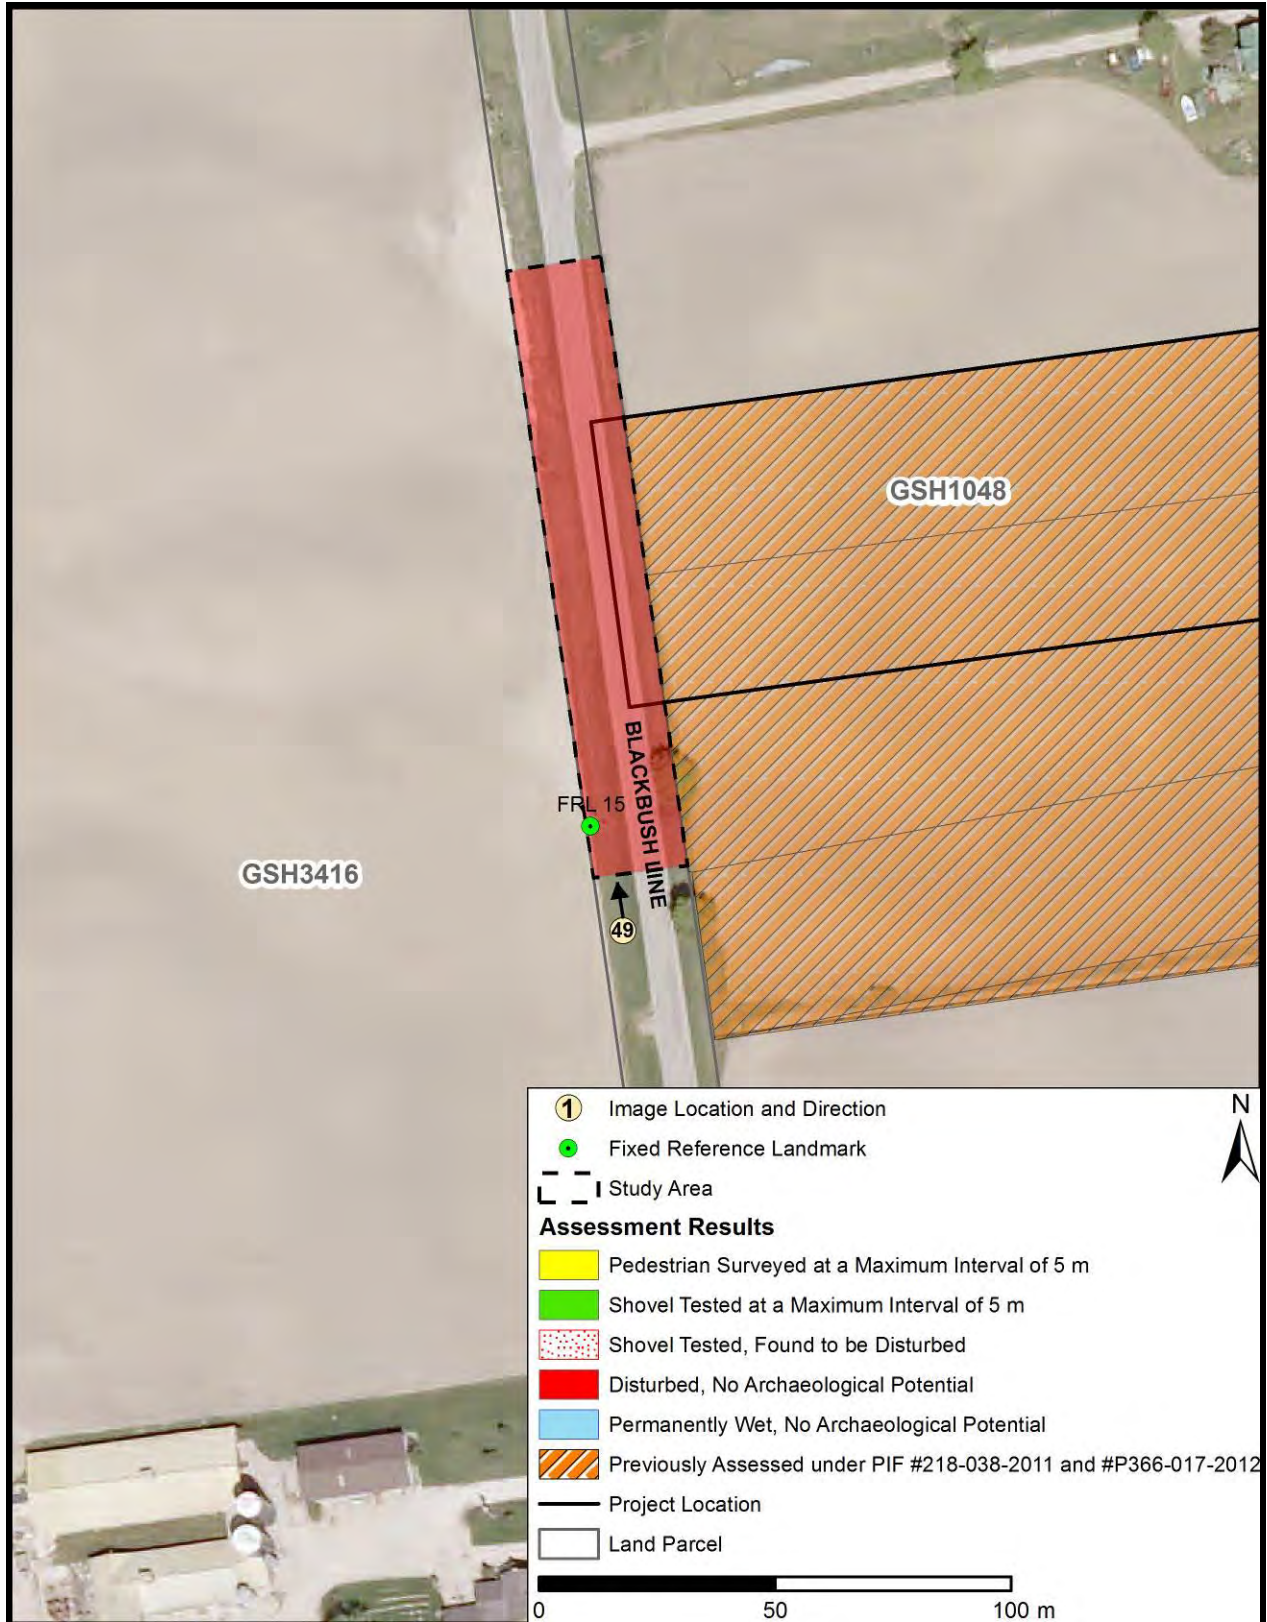 GSH1048
BLACKBUSH LINE
FRL 15
GSH3416
49
N
1 Image Location and Direction
Fixed Reference Landmark
Study Area
Assessment Results
Pedestrian Surveyed at a Maximum Interval of 5 m
Shovel Tested at a Maximum Interval of 5 m
Shovel Tested, Found to be Disturbed
Disturbed, No Archaeological Potential
Permanently Wet, No Archaeological Potential
Previously Assessed under PIF #218-038-2011 and #P366-017-2012
Project Location
Land Parcel
0 50 100 m